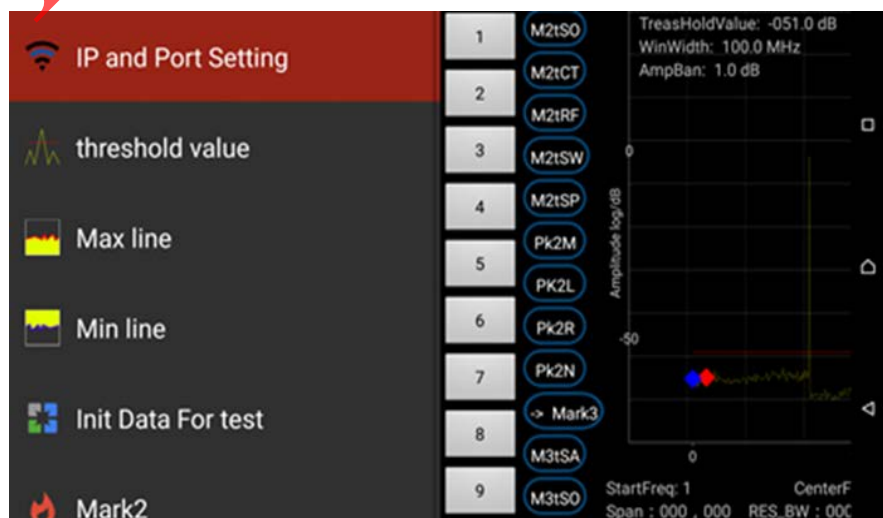 IP and Port Setting
threshold value
Max line
Min line
Init Data For test
Mark2
1
2
3
4
5
6
7
8
9
M2tSO
M2tCT
M2tRF
M2tSW
M2tSP
Pk2M
PK2L
Pk2R
Pk2N
-> Mark3
M3tSA
M3tSO
TreasHoldValue: -051.0 dB
WinWidth: 100.0 MHz
AmpBan: 1.0 dB
0
Amplitude log/dB
-50
0
StartFreq: 1 CenterF
Span : 000 , 000 RES_BW : 000